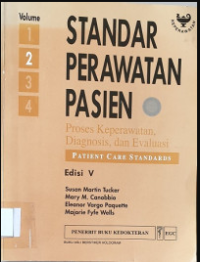 Volume
1
2
3
4
STANDAR
PERAWATAN
PASIEN
Proses Keperawatan,
Diagnosis, dan Evaluasi
PATIENT CARE STANDARDS
Edisi V
Susan Martin Tucker
Mary M. Canobbio
Eleanor Vargo Paquette
Marjorie Fyfe Wells
PENERBIT BUKU KEDOKTERAN
EGC